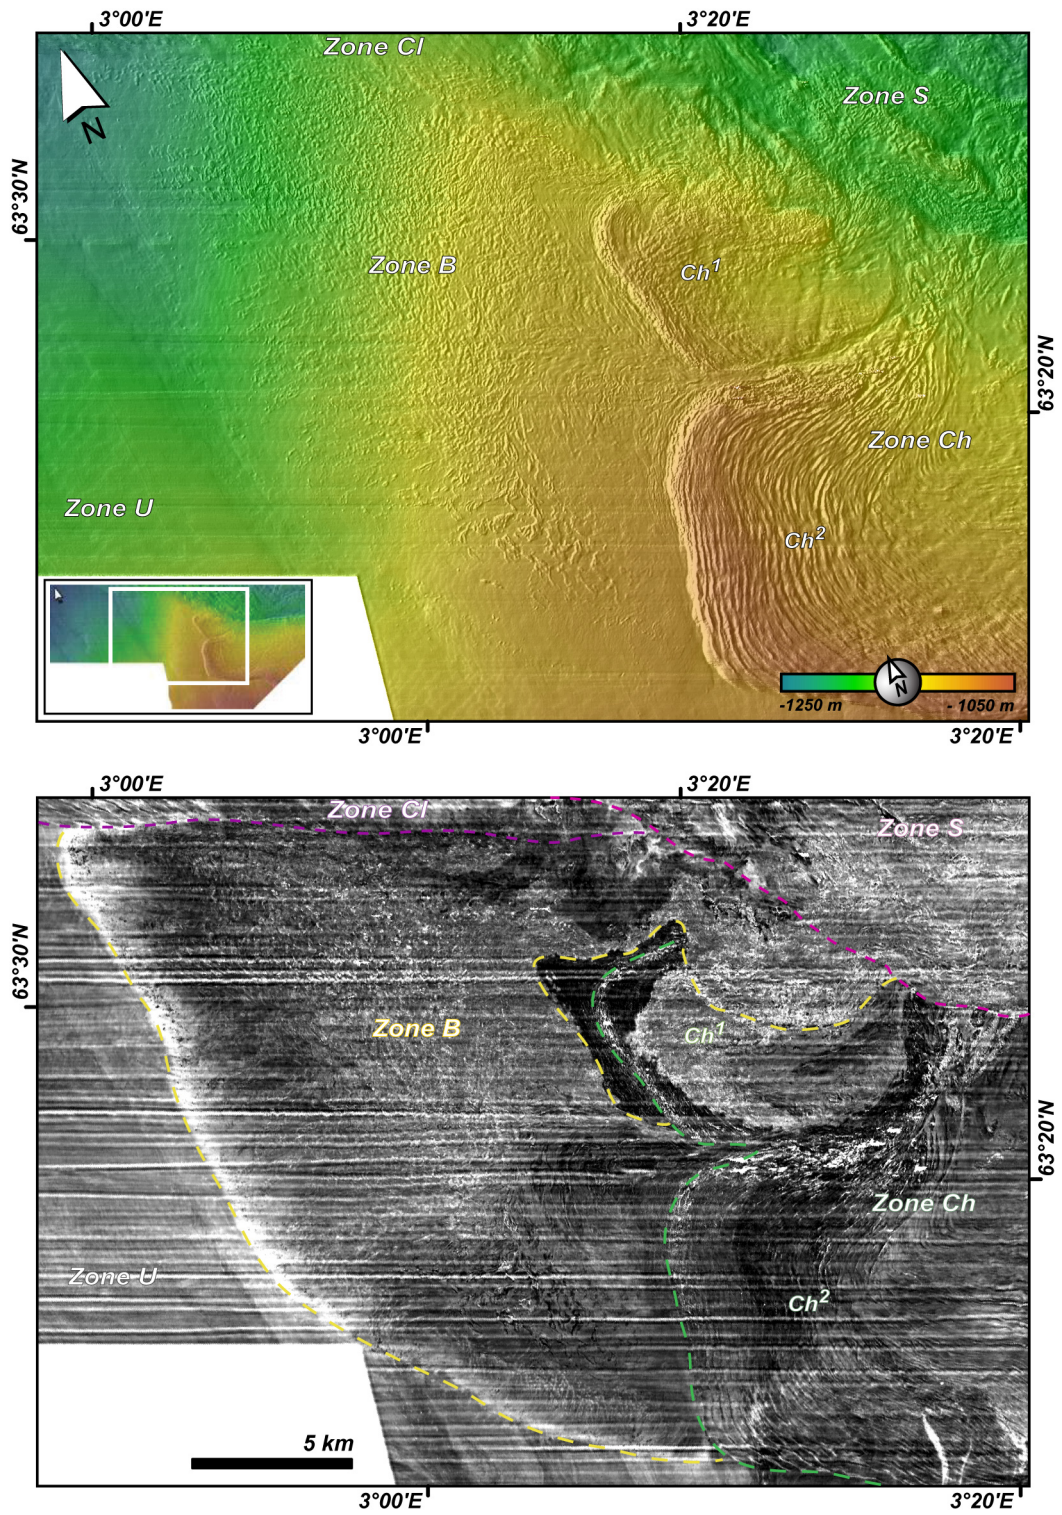 3°00'E
3°20'E
Zone Cl
Zone S
N
63°30'N
Zone B
Ch1
63°20'N
Zone Ch
Zone U
Ch2
N
-1250 m
- 1050 m
3°00'E
3°20'E
3°00'E
3°20'E
Zone Cl
Zone S
63°30'N
Zone B
Ch1
63°20'N
Zone Ch
Zone U
Ch2
5 km
3°00'E
3°20'E